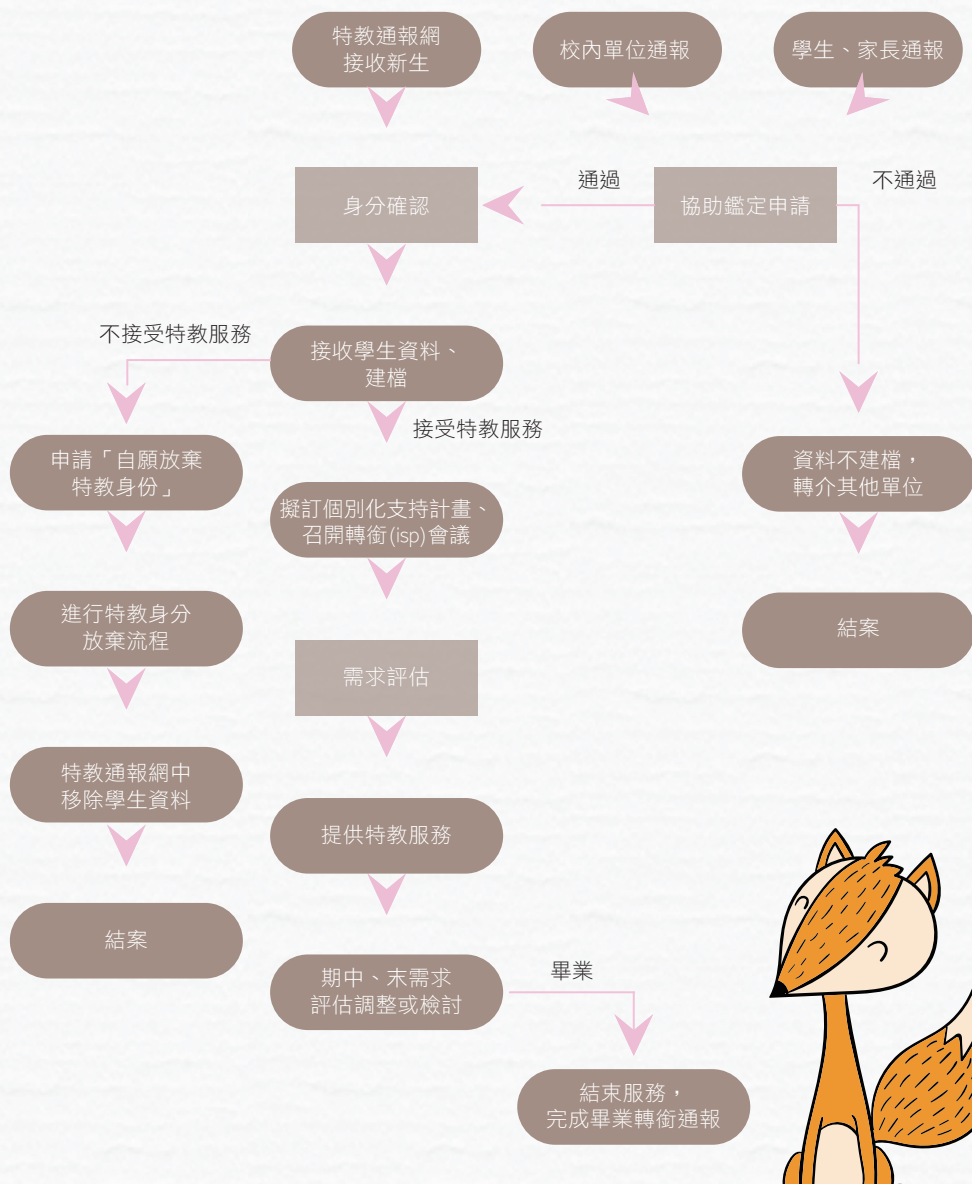 特教通報網
接收新生
校內單位通報
學生、家長通報
身分確認
通過
協助鑑定申請
不通過
不接受特教服務
接收學生資料、
建檔
接受特教服務
申請「自願放棄
特教身份」
擬訂個別化支持計畫、
召開轉銜(isp)會議
資料不建檔，
轉介其他單位
進行特教身分
放棄流程
需求評估
結案
特教通報網中
移除學生資料
提供特教服務
結案
期中、末需求
評估調整或檢討
畢業
結束服務，
完成畢業轉銜通報